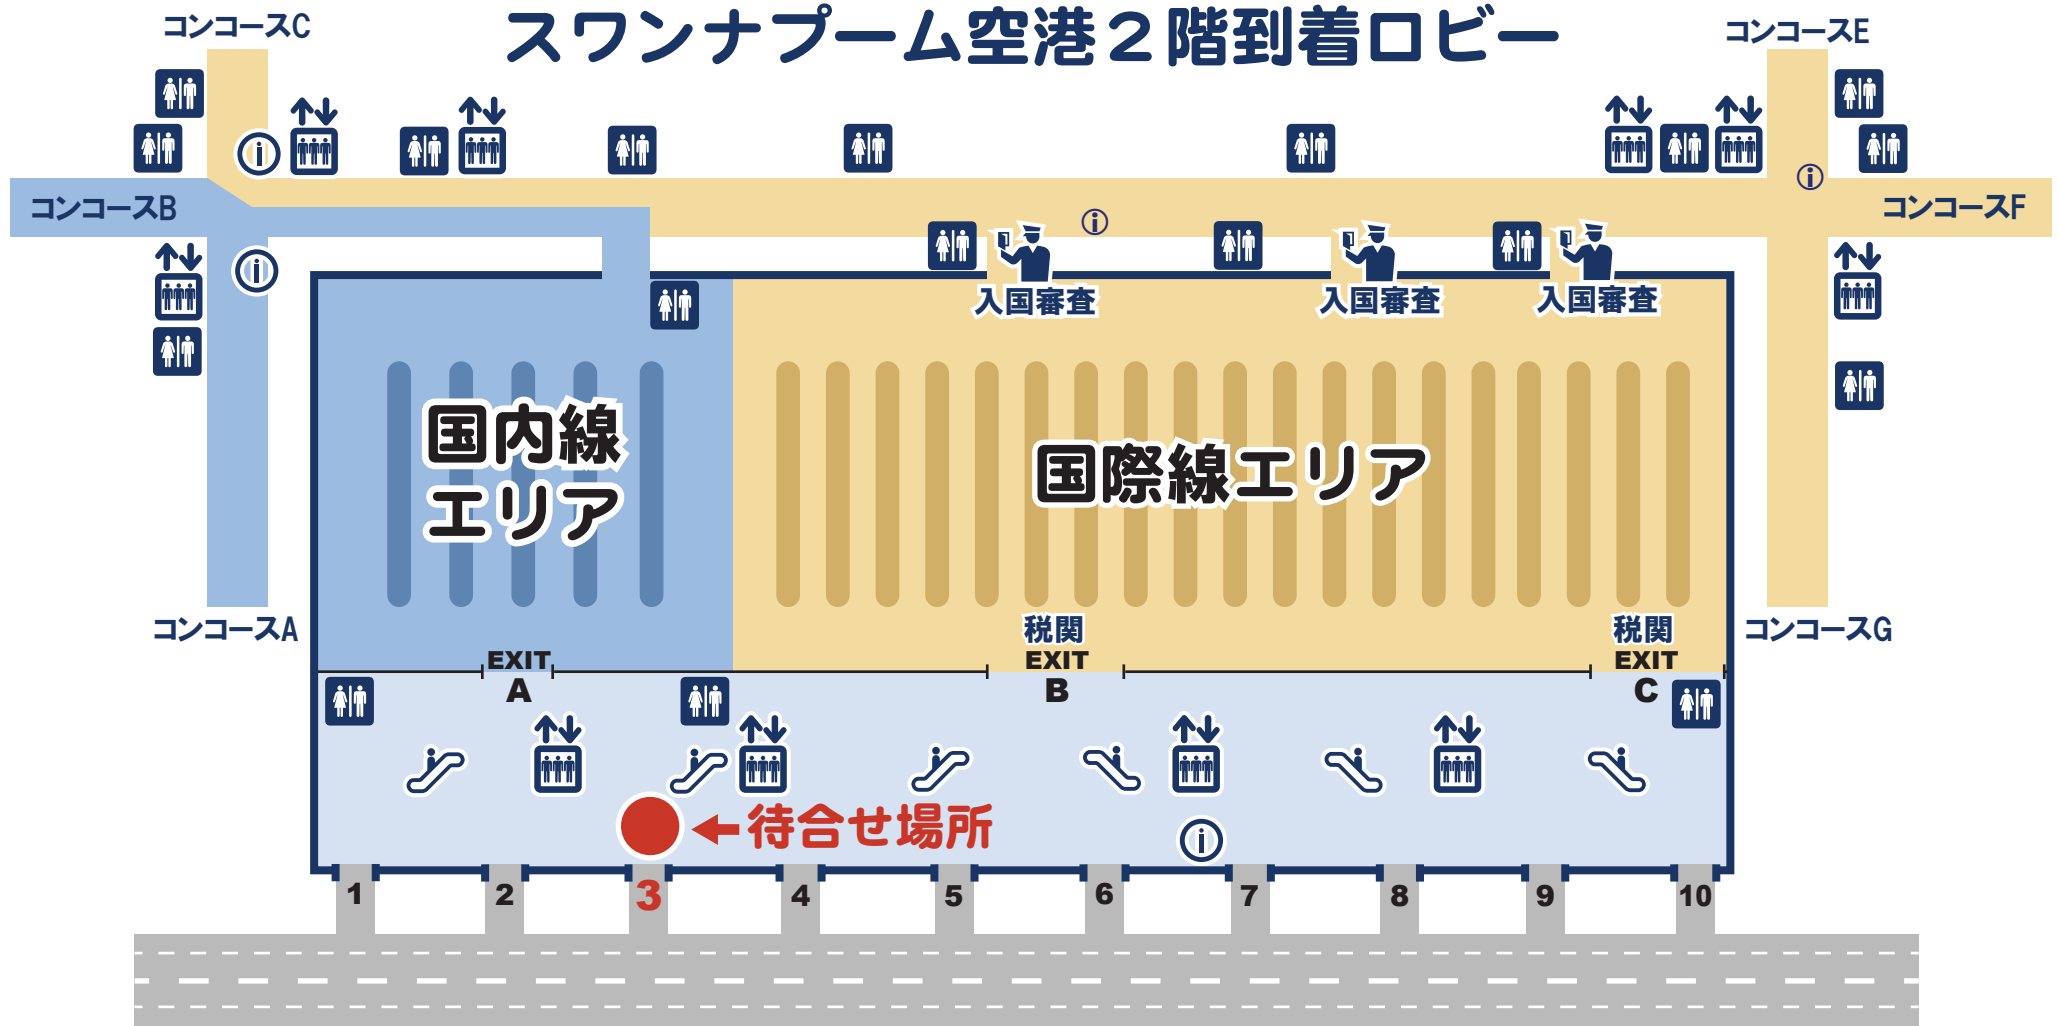 スワンナプーム空港２階到着ロビー
コンコースC
コンコースE
コンコースB
コンコースF
入国審査
入国審査
入国審査
国内線
エリア
国際線エリア
コンコースA
税関
税関
コンコースG
EXIT
A
EXIT
B
EXIT
C
待合せ場所
1
2
3
4
5
6
7
8
9
10